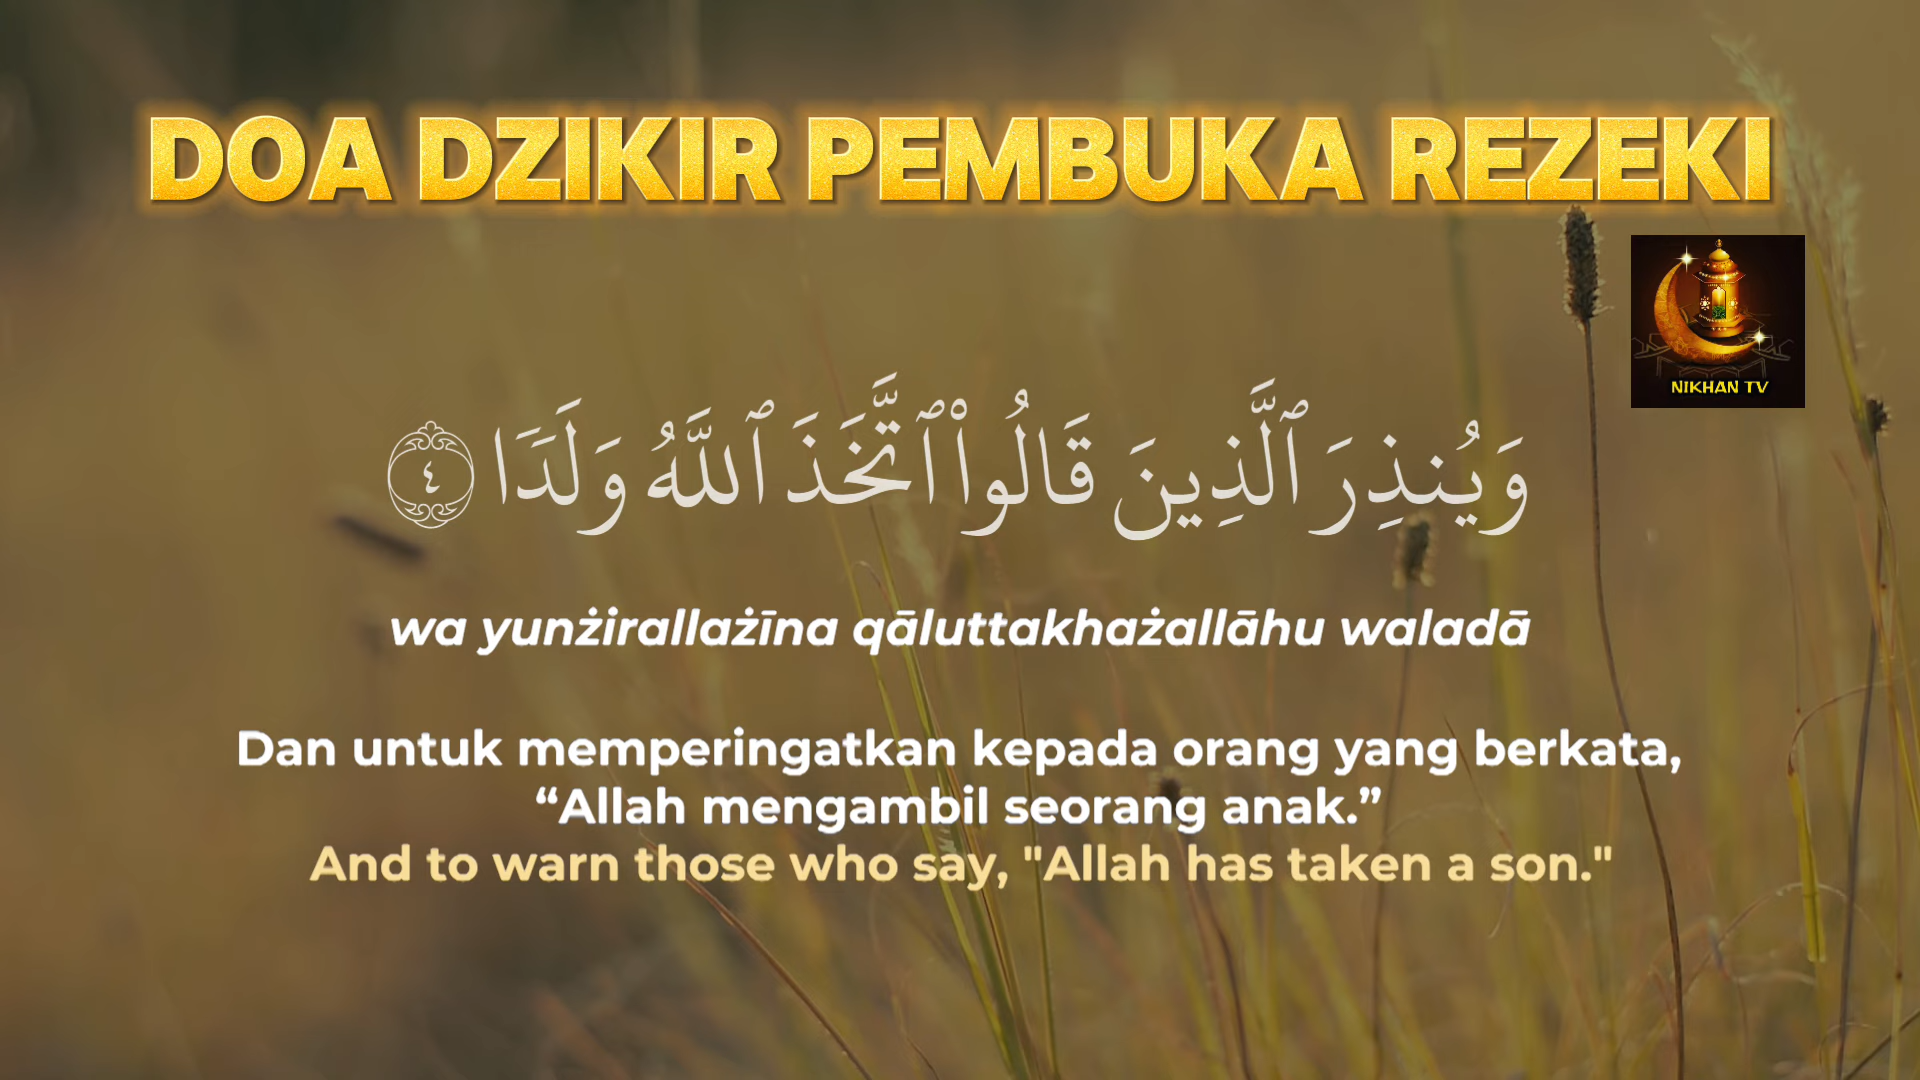 DOA DZIKIR PEMBUKA REZEKI
NIKHAN TV
وَيُنذِرَ ٱلَّذِينَ قَالُوا۟ ٱتَّخَذَ ٱللَّهُ وَلَدًا ٤
wa yunżirallażīna qāluttakhażallāhu waladā
Dan untuk memperingatkan kepada orang yang berkata,
“Allah mengambil seorang anak.”
And to warn those who say, "Allah has taken a son."